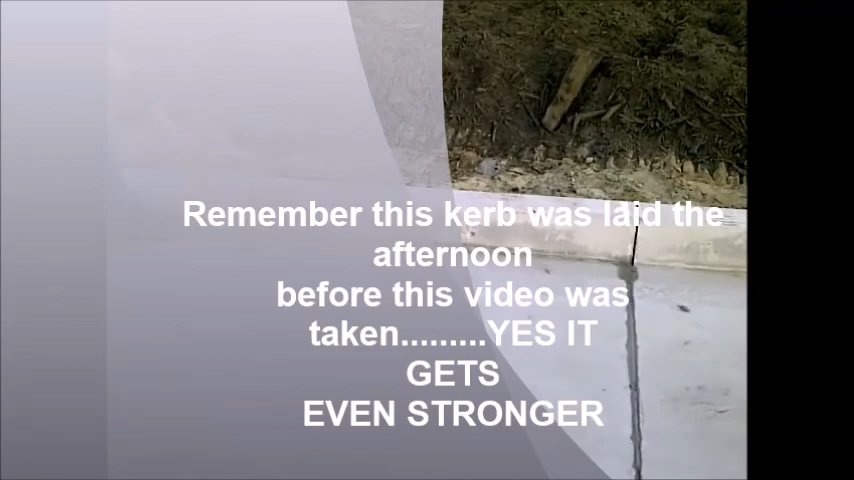 Remember this kerb was laid the
afternoon
before this video was
taken.........YES IT
GETS
EVEN STRONGER